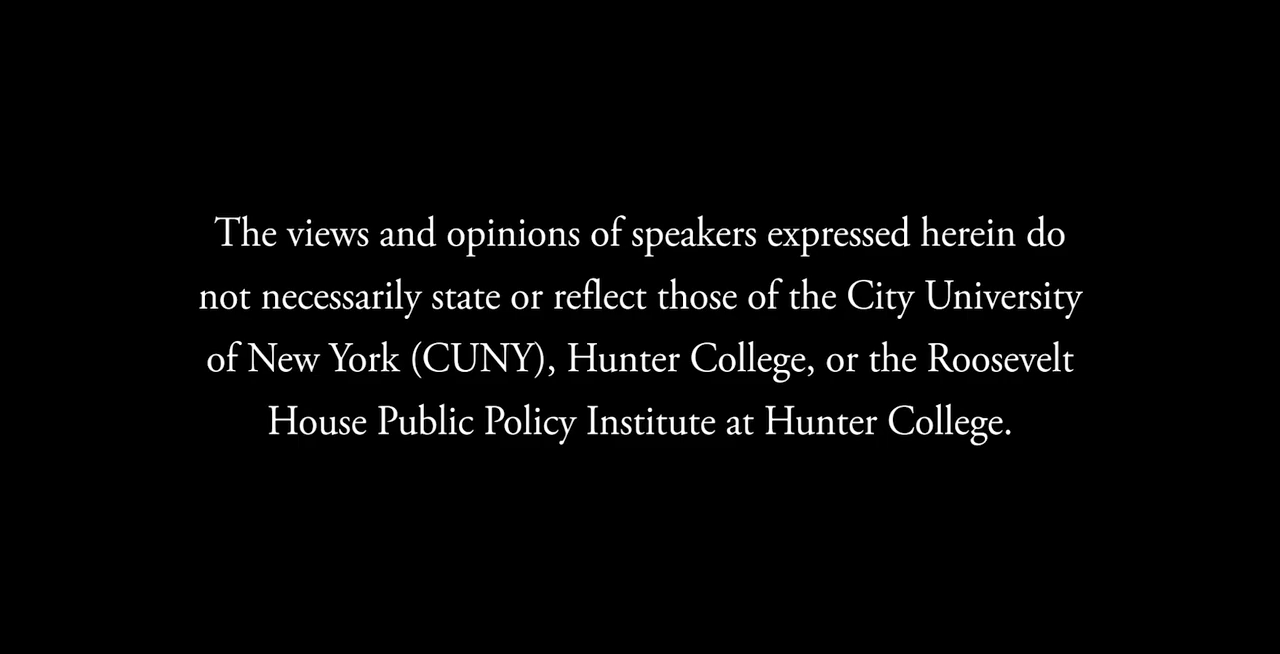 The views and opinions of speakers expressed herein do
not necessarily state or reflect those of the City University
of New York (CUNY), Hunter College, or the Roosevelt
House Public Policy Institute at Hunter College.